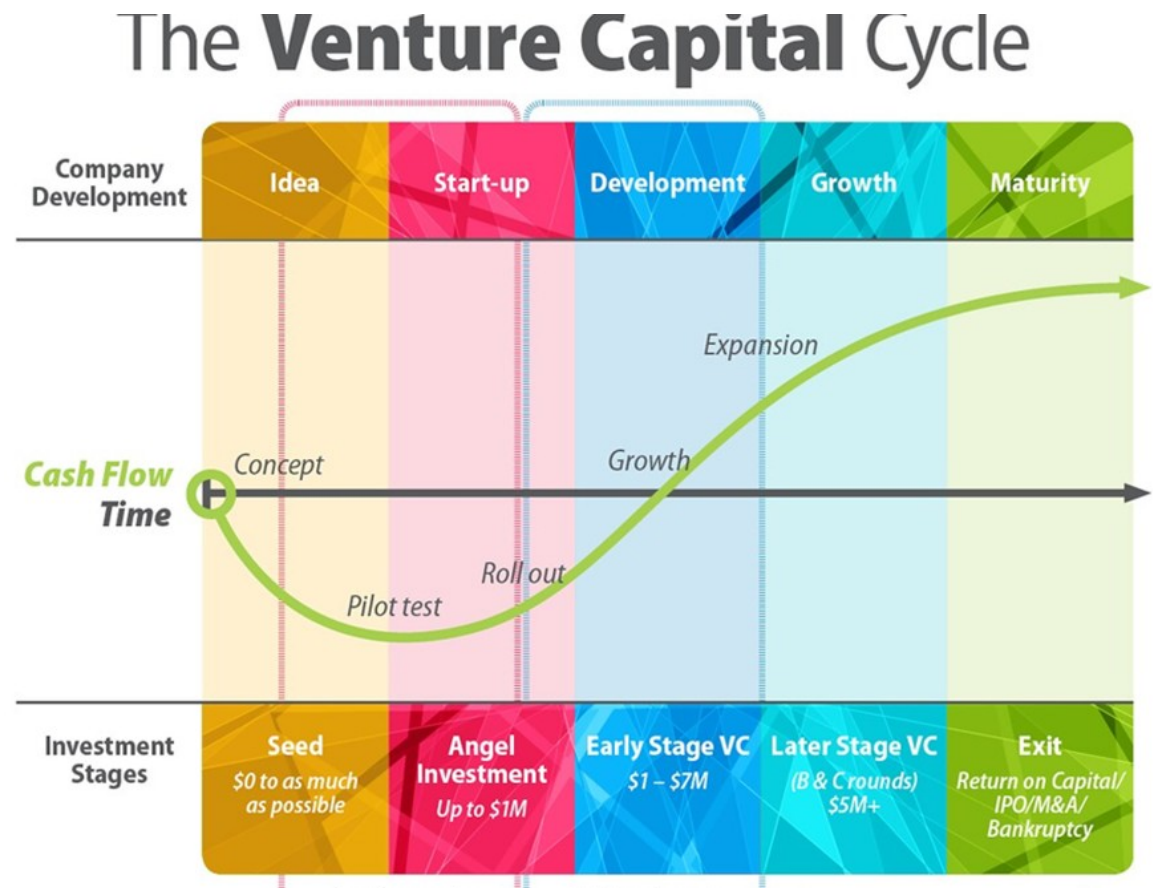 The Venture Capital Cycle
Company
Development
Idea
Start-up
Development
Growth
Maturity
Expansion
Growth
Concept
Cash Flow
Time
Roll out
Pilot test
Investment
Stages
Seed
$0 to as much
as possible
Angel
Investment
Up to $1M
Early Stage VC
$1 – $7M
Later Stage VC
(B & C rounds)
$5M+
Exit
Return on Capital/
IPO/M&A/
Bankruptcy